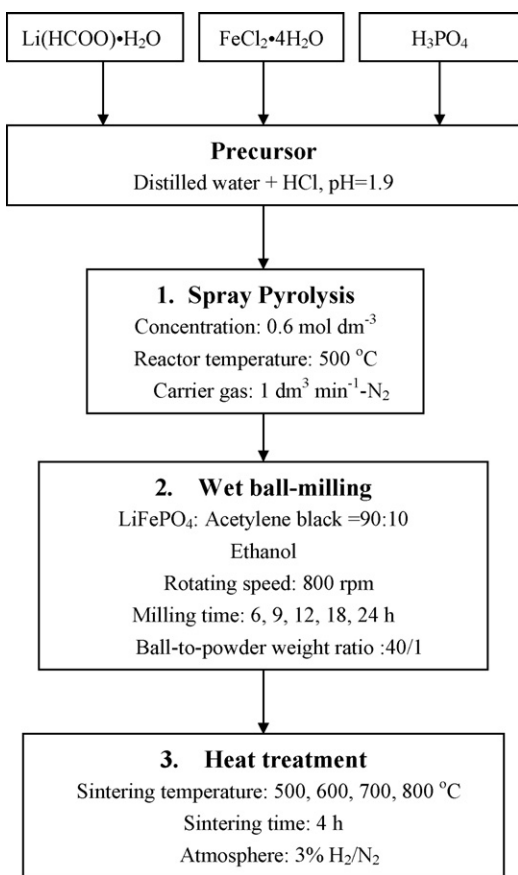 Li(HCOO)•H₂O
FeCl₂•4H₂O
H₃PO₄
Precursor
Distilled water + HCl, pH=1.9
1. Spray Pyrolysis
Concentration: 0.6 mol dm⁻³
Reactor temperature: 500 °C
Carrier gas: 1 dm³ min⁻¹-N₂
2. Wet ball-milling
LiFePO₄: Acetylene black =90:10
Ethanol
Rotating speed: 800 rpm
Milling time: 6, 9, 12, 18, 24 h
Ball-to-powder weight ratio :40/1
3. Heat treatment
Sintering temperature: 500, 600, 700, 800 °C
Sintering time: 4 h
Atmosphere: 3% H₂/N₂